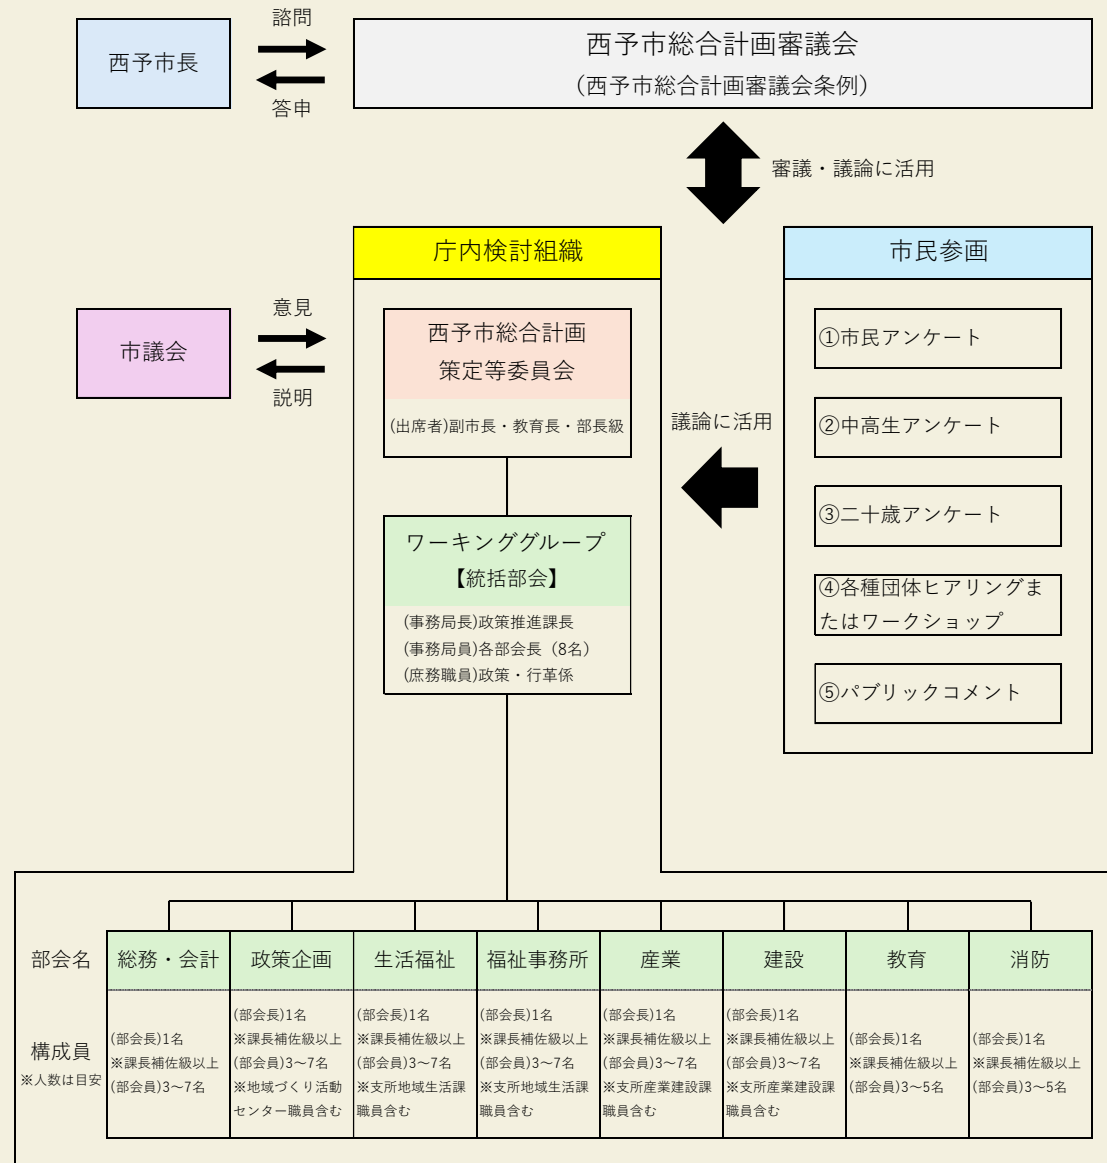 諮問
西予市長
答申
西予市総合計画審議会
(西予市総合計画審議会条例)
審議・議論に活用
庁内検討組織
市民参画
意見
市議会
説明
西予市総合計画
策定等委員会
(出席者)副市長・教育長・部長級
議論に活用
①市民アンケート
②中高生アンケート
③二十歳アンケート
④各種団体ヒアリングま
たはワークショップ
⑤パブリックコメント
ワーキンググループ
【統括部会】
(事務局長)政策推進課長
(事務局員)各部会長（8名）
(庶務職員)政策・行革係
部会名
総務・会計
政策企画
生活福祉
福祉事務所
産業
建設
教育
消防
構成員
※人数は目安
(部会長)1名
※課長補佐級以上
(部会員)3～7名
(部会長)1名
※課長補佐級以上
(部会員)3～7名
※地域づくり活動
センター職員含む
(部会長)1名
※課長補佐級以上
(部会員)3～7名
※支所地域生活課
職員含む
(部会長)1名
※課長補佐級以上
(部会員)3～7名
※支所地域生活課
職員含む
(部会長)1名
※課長補佐級以上
(部会員)3～7名
※支所産業建設課
職員含む
(部会長)1名
※課長補佐級以上
(部会員)3～7名
※支所産業建設課
職員含む
(部会長)1名
※課長補佐級以上
(部会員)3～5名
(部会長)1名
※課長補佐級以上
(部会員)3～5名